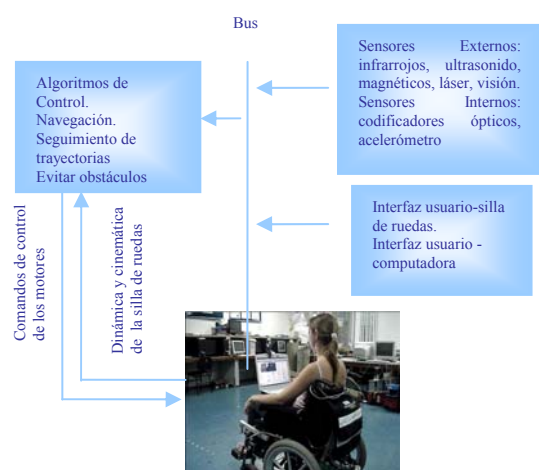 Bus
Sensores Externos:
infrarrojos, ultrasonido,
magnéticos, láser, visión.
Sensores Internos:
codificadores ópticos,
acelerómetro
Algoritmos de
Control.
Navegación.
Seguimiento de
trayectorias
Evitar obstáculos
Interfaz usuario-silla
de ruedas.
Interfaz usuario -
computadora
Comandos de control
de los motores
Dinámica y cinemática
de la silla de ruedas